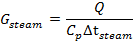 G_steam = Q / (C_p Δt_steam)